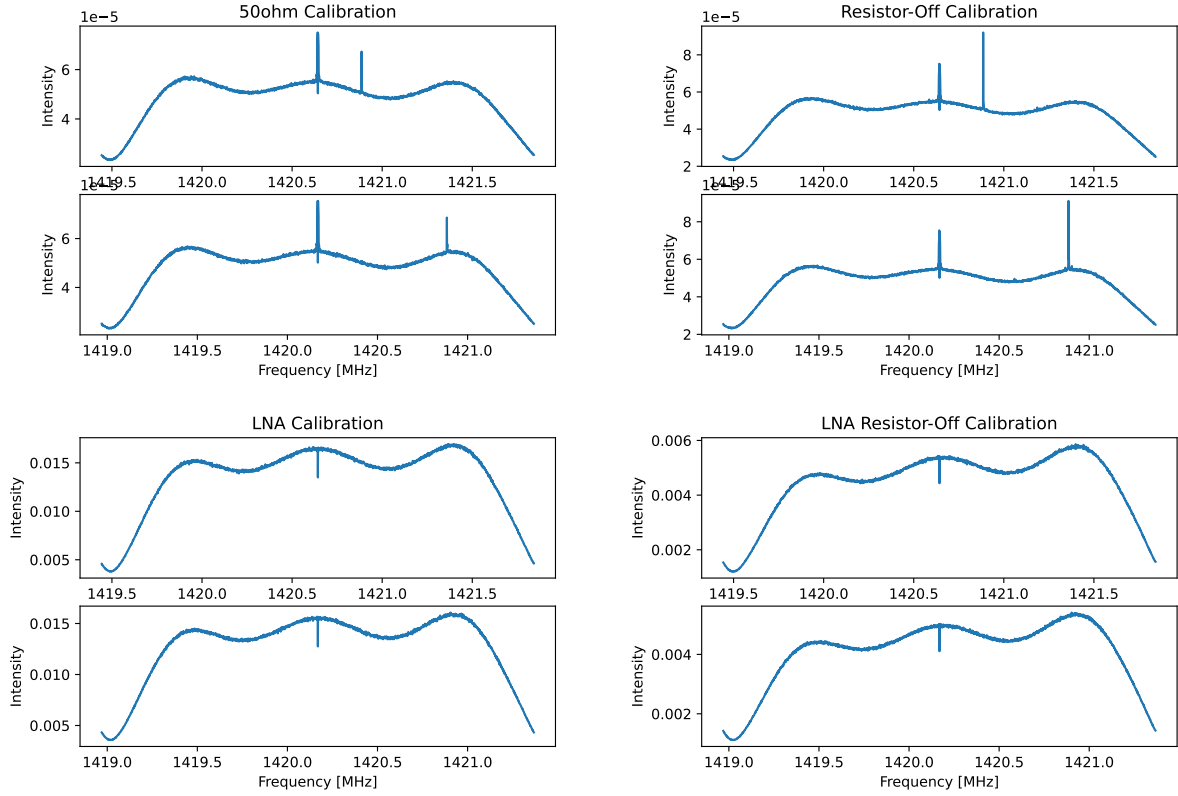 50ohm Calibration
1e−5
Intensity
6
4
1419.5 1420.0 1420.5 1421.0 1421.5
1e−5
Intensity
6
4
1419.0 1419.5 1420.0 1420.5 1421.0
Frequency [MHz]
Resistor-Off Calibration
1e−5
Intensity
8
6
4
2
1419.5 1420.0 1420.5 1421.0 1421.5
1e−5
Intensity
8
6
4
2
1419.0 1419.5 1420.0 1420.5 1421.0
Frequency [MHz]
LNA Calibration
Intensity
0.015
0.010
0.005
1419.5 1420.0 1420.5 1421.0 1421.5
Intensity
0.015
0.010
0.005
1419.0 1419.5 1420.0 1420.5 1421.0
Frequency [MHz]
LNA Resistor-Off Calibration
Intensity
0.006
0.004
0.002
1419.5 1420.0 1420.5 1421.0 1421.5
Intensity
0.004
0.002
1419.0 1419.5 1420.0 1420.5 1421.0
Frequency [MHz]